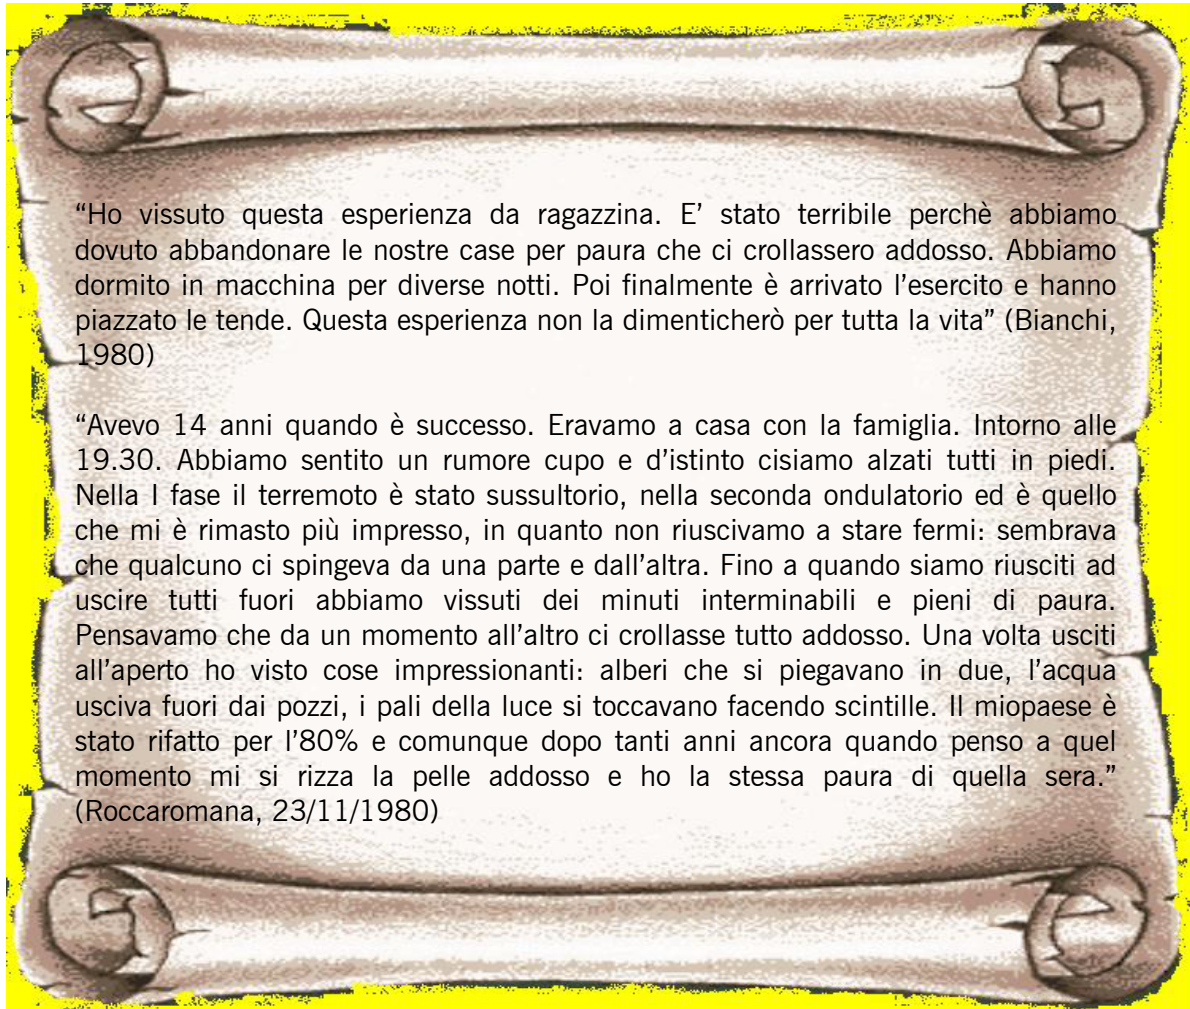 “Ho vissuto questa esperienza da ragazzina. E’ stato terribile perchè abbiamo
dovuto abbandonare le nostre case per paura che ci crollassero addosso. Abbiamo
dormito in macchina per diverse notti. Poi finalmente è arrivato l’esercito e hanno
piazzato le tende. Questa esperienza non la dimenticherò per tutta la vita” (Bianchi,
1980)
“Avevo 14 anni quando è successo. Eravamo a casa con la famiglia. Intorno alle
19.30. Abbiamo sentito un rumore cupo e d’istinto cisiamo alzati tutti in piedi.
Nella I fase il terremoto è stato sussultorio, nella seconda ondulatorio ed è quello
che mi è rimasto più impresso, in quanto non riuscivamo a stare fermi: sembrava
che qualcuno ci spingeva da una parte e dall’altra. Fino a quando siamo riusciti ad
uscire tutti fuori abbiamo vissuti dei minuti interminabili e pieni di paura.
Pensavamo che da un momento all’altro ci crollasse tutto addosso. Una volta usciti
all’aperto ho visto cose impressionanti: alberi che si piegavano in due, l’acqua
usciva fuori dai pozzi, i pali della luce si toccavano facendo scintille. Il miopaese è
stato rifatto per l’80% e comunque dopo tanti anni ancora quando penso a quel
momento mi si rizza la pelle addosso e ho la stessa paura di quella sera.”
(Roccaromana, 23/11/1980)